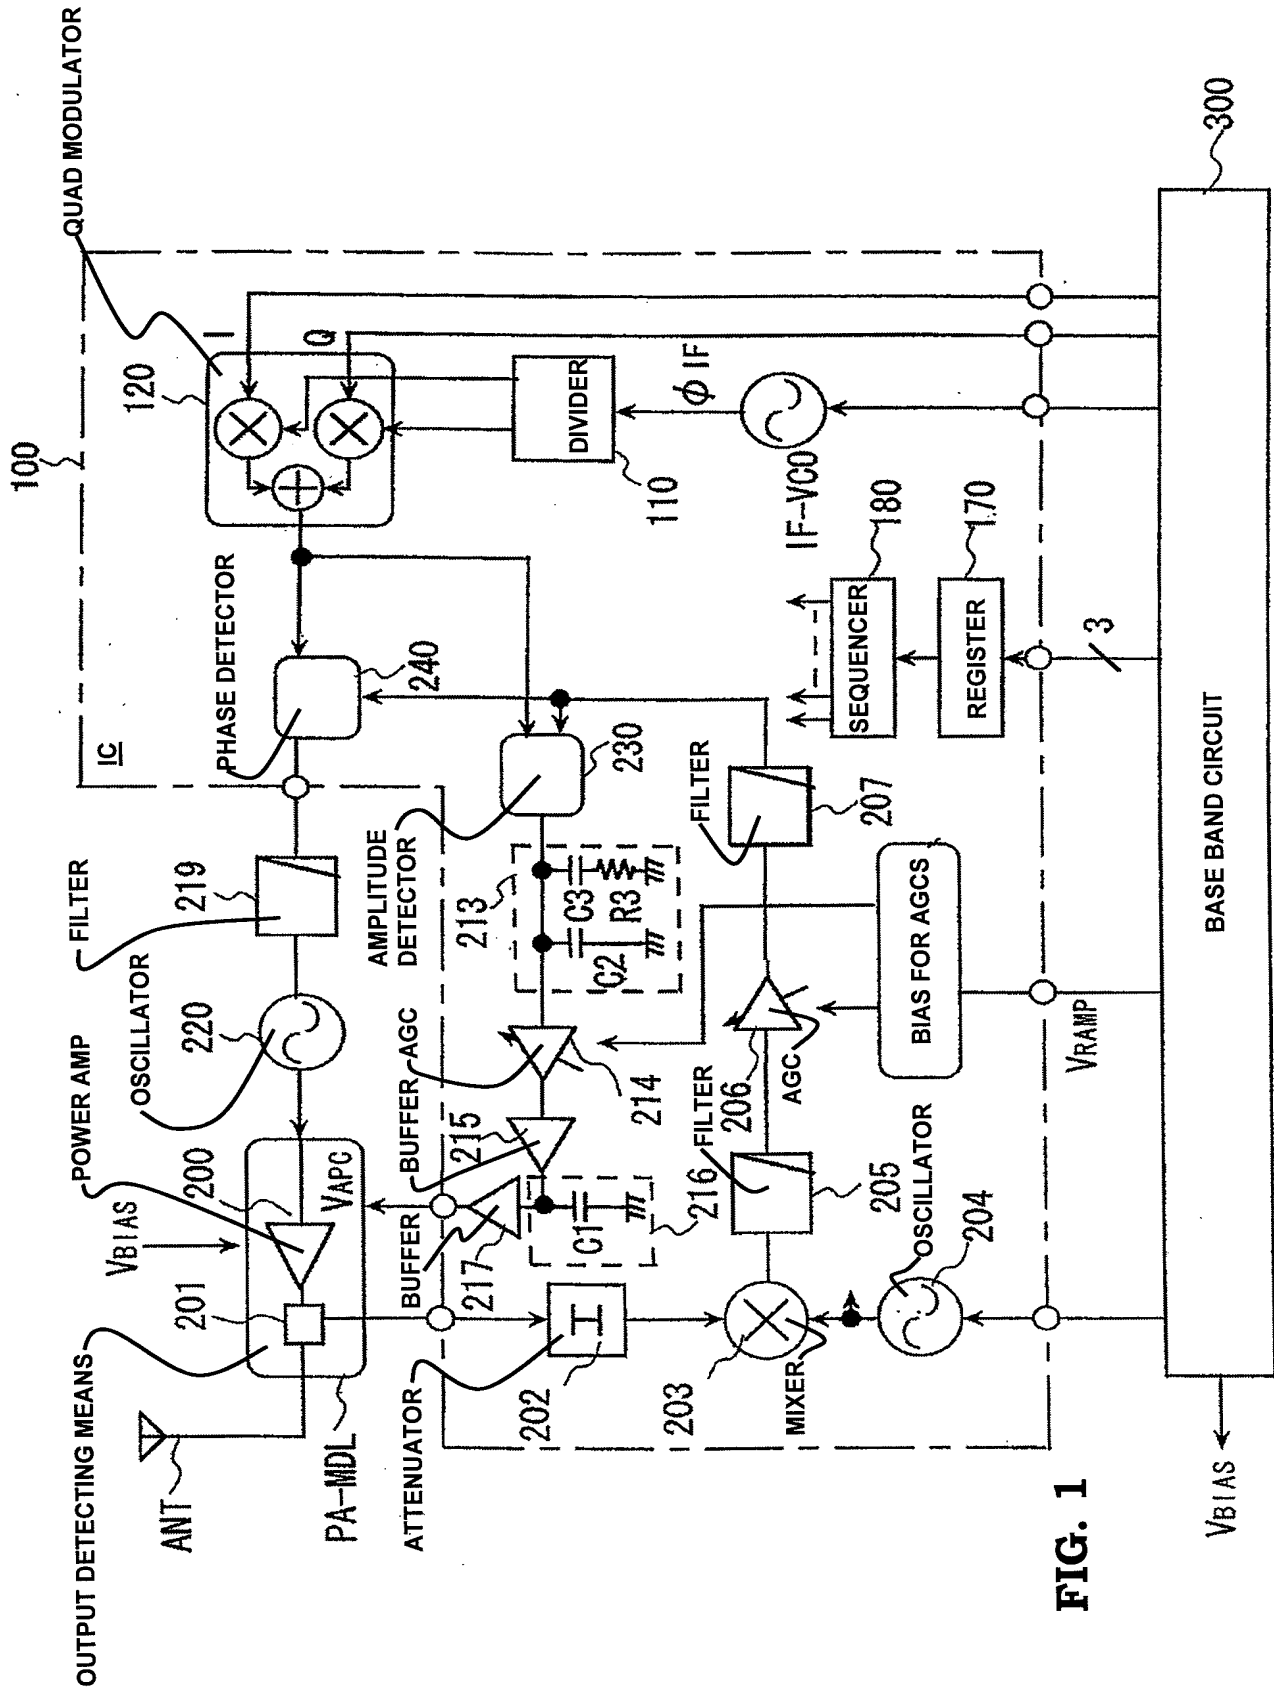 FIG. 1
OUTPUT DETECTING MEANS
ANT
PA-MDL
201
VBIAS
POWER AMP
200
VAPC
OSCILLATOR
220
FILTER
219
IC
100
PHASE DETECTOR
240
QUAD MODULATOR
120
I
Q
ATTENUATOR
202
BUFFER
217
BUFFER
215
C1
216
AGC
214
AMPLITUDE
DETECTOR
213
C2
C3
R3
230
DIVIDER
110
φ IF
IF-VCO
203
MIXER
FILTER
205
206
AGC
FILTER
207
OSCILLATOR
204
BIAS FOR AGCS
VRAMP
SEQUENCER
180
REGISTER
170
3
BASE BAND CIRCUIT
300
VBIAS